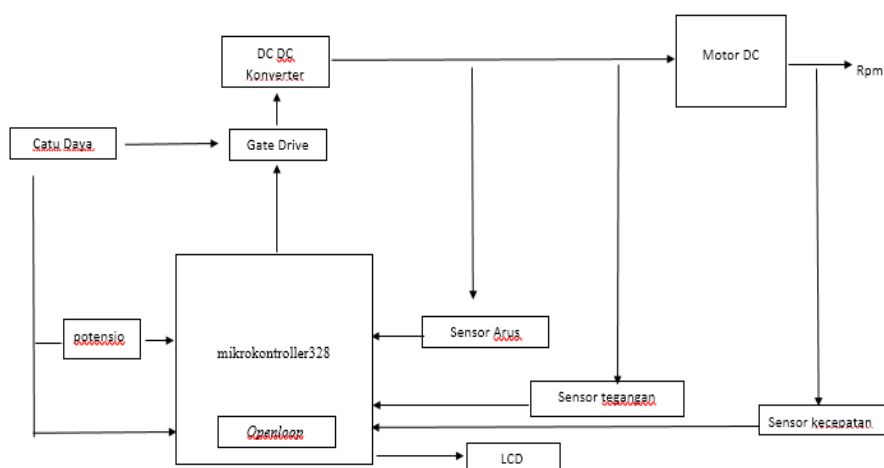 DC DC
Konverter
Motor DC
Rpm
Catu Daya
Gate Drive
potensio
mikrokontroller328
Sensor Arus
Sensor tegangan
Sensor kecepatan
Openloop
LCD